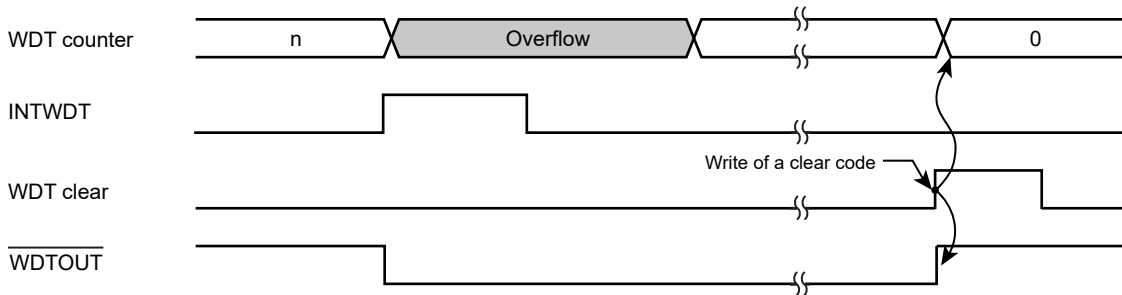 WDT counter
n
Overflow
0
INTWDT
Write of a clear code
WDT clear
WDTOUT